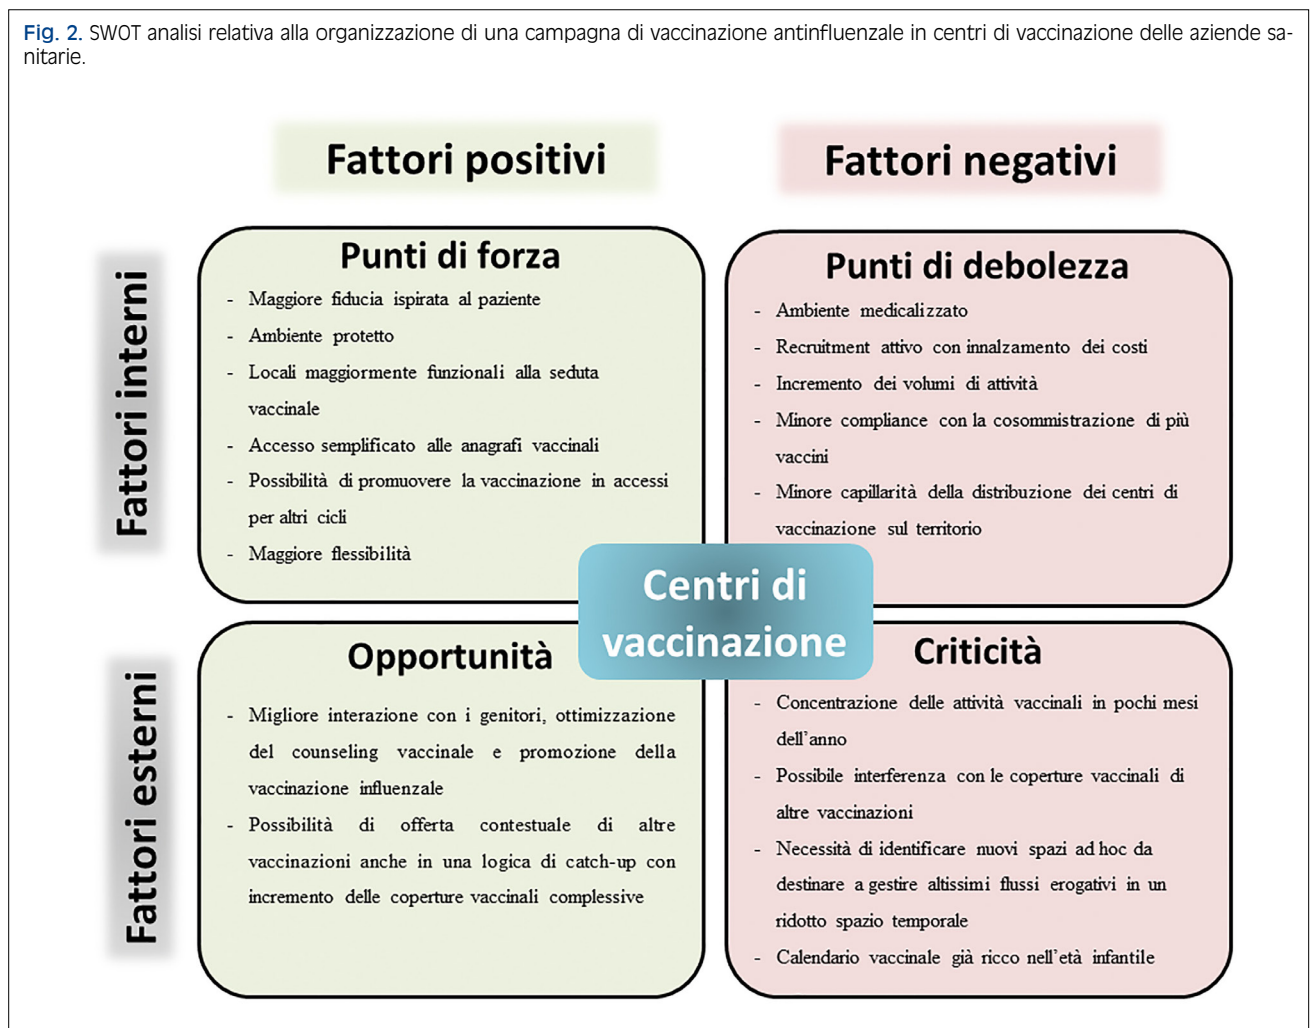 Fig. 2. SWOT analisi relativa alla organizzazione di una campagna di vaccinazione antinfluenzale in centri di vaccinazione delle aziende sa-
nitarie.
Fattori positivi
Fattori negativi
Fattori interni
Punti di forza
- Maggiore fiducia ispirata al paziente
- Ambiente protetto
- Locali maggiormente funzionali alla seduta
vaccinale
- Accesso semplificato alle anagrafi vaccinali
- Possibilità di promuovere la vaccinazione in accessi
per altri cicli
- Maggiore flessibilità
Punti di debolezza
- Ambiente medicalizzato
- Recruitment attivo con innalzamento dei costi
- Incremento dei volumi di attività
- Minore compliance con la cosommistrazione di più
vaccini
- Minore capillarità della distribuzione dei centri di
vaccinazione sul territorio
Centri di
vaccinazione
Fattori esterni
Opportunità
- Migliore interazione con i genitori, ottimizzazione
del counseling vaccinale e promozione della
vaccinazione influenzale
- Possibilità di offerta contestuale di altre
vaccinazioni anche in una logica di catch-up con
incremento delle coperture vaccinali complessive
Criticità
- Concentrazione delle attività vaccinali in pochi mesi
dell'anno
- Possibile interferenza con le coperture vaccinali di
altre vaccinazioni
- Necessità di identificare nuovi spazi ad hoc da
destinare a gestire altissimi flussi erogativi in un
ridotto spazio temporale
- Calendario vaccinale già ricco nell'età infantile